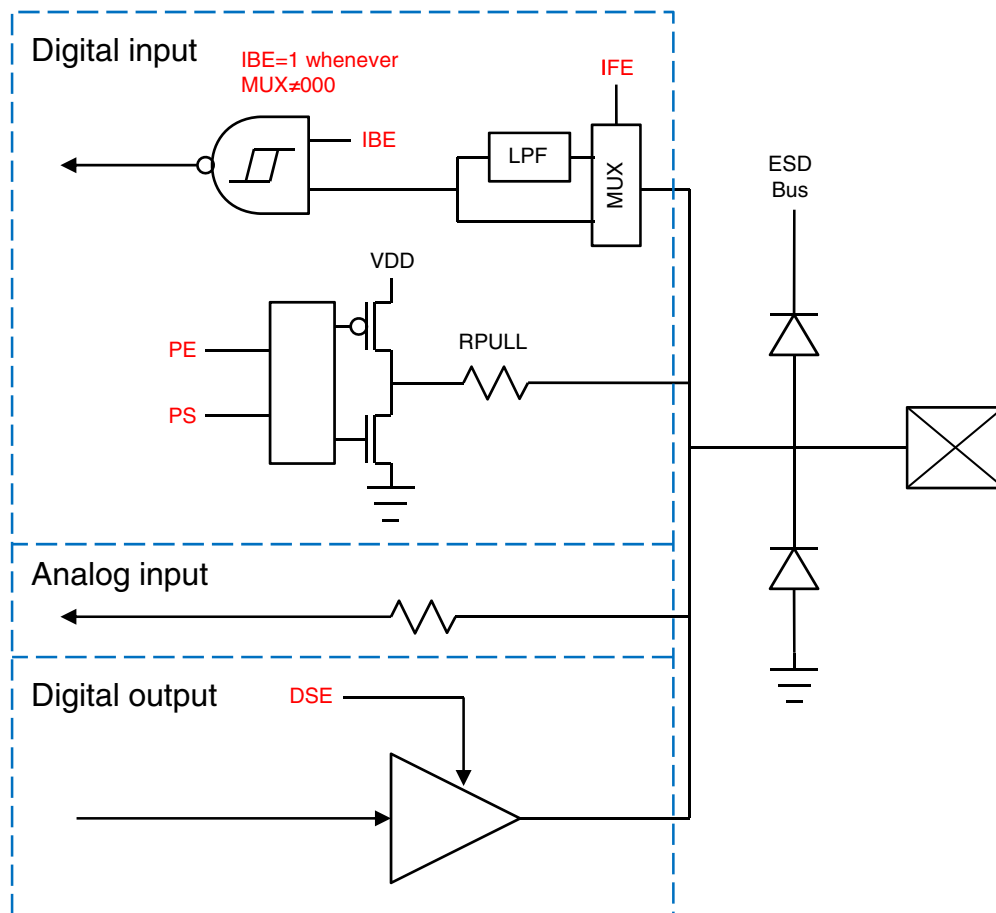 Digital input
IBE=1 whenever
MUX≠000
IFE
IBE
LPF
MUX
ESD
Bus
VDD
PE
RPULL
PS
Analog input
Digital output
DSE